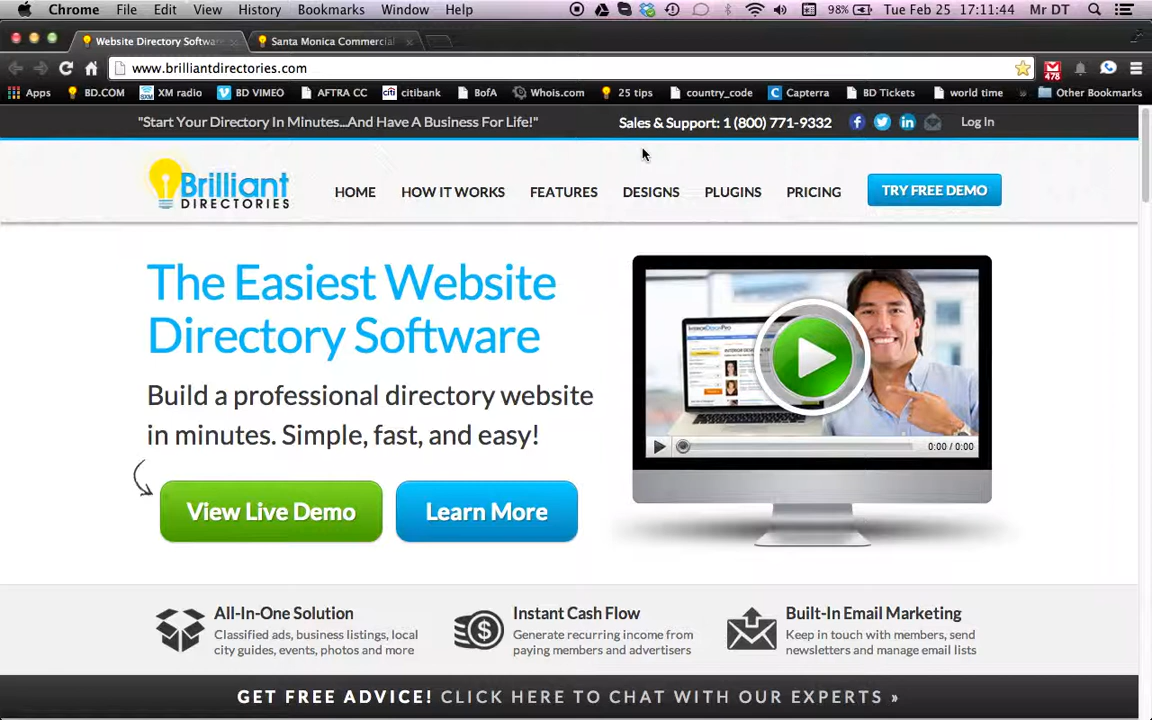 Chrome File Edit View History Bookmarks Window Help 98% Tue Feb 25 17:11:44 Mr DT
Website Directory Softwa Santa Monica Commercial
www.brilliantdirectories.com 478
Apps BD.COM XM radio BD VIMEO AFTRA CC citi citibank BofA Whois.com 25 tips country_code Capterra BD Tickets world time » Other Bookmarks
"Start Your Directory In Minutes...And Have A Business For Life!" Sales & Support: 1 (800) 771-9332 Log In
Brilliant
DIRECTORIES
HOME HOW IT WORKS FEATURES DESIGNS PLUGINS PRICING TRY FREE DEMO
The Easiest Website
Directory Software
Build a professional directory website
in minutes. Simple, fast, and easy!
View Live Demo Learn More
0:00 / 0:00
All-In-One Solution
Classified ads, business listings, local
city guides, events, photos and more
Instant Cash Flow
Generate recurring income from
paying members and advertisers
Built-In Email Marketing
Keep in touch with members, send
newsletters and manage email lists
GET FREE ADVICE! CLICK HERE TO CHAT WITH OUR EXPERTS »